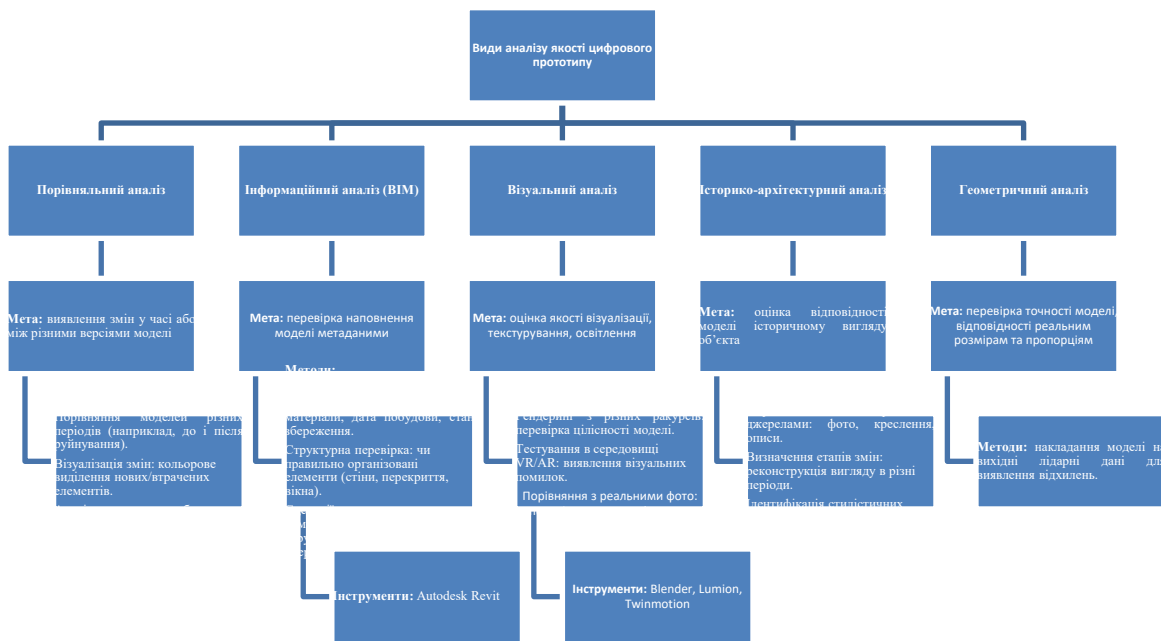 Види аналізу якості цифрового
прототипу
Порівняльний аналіз
Інформаційний аналіз (BIM)
Візуальний аналіз
Історико-архітектурний аналіз
Геометричний аналіз
Мета: виявлення змін у часі або
між різними версіями моделі
Мета: перевірка наповнення
моделі метаданими
Мета: оцінка якості візуалізації,
текстурування, освітлення
Мета: оцінка відповідності
моделі історичному вигляду
об’єкта
Мета: перевірка точності моделі,
відповідності реальним
розмірам та пропорціям
Порівняння моделей різних
періодів (наприклад, до і після
руйнування).
Візуалізація змін: кольорове
виділення нових/втрачених
елементів.
Методи:
матеріали, дата побудови, стан
збереження.
Структурна перевірка: чи
правильно організовані
елементи (стіни, перекриття,
вікна).
Інструменти: Autodesk Revit
з різних ракурсів:
перевірка цілісності моделі.
Тестування в середовищі
VR/AR: виявлення візуальних
помилок.
Порівняння з реальними фото:
Інструменти: Blender, Lumion,
Twinmotion
джерелами: фото, креслення,
описи.
Визначення етапів змін:
реконструкція вигляду в різні
періоди.
Ідентифікація стилістичних
Методи: накладання моделі на
вихідні лідарні дані для
виявлення відхилень.